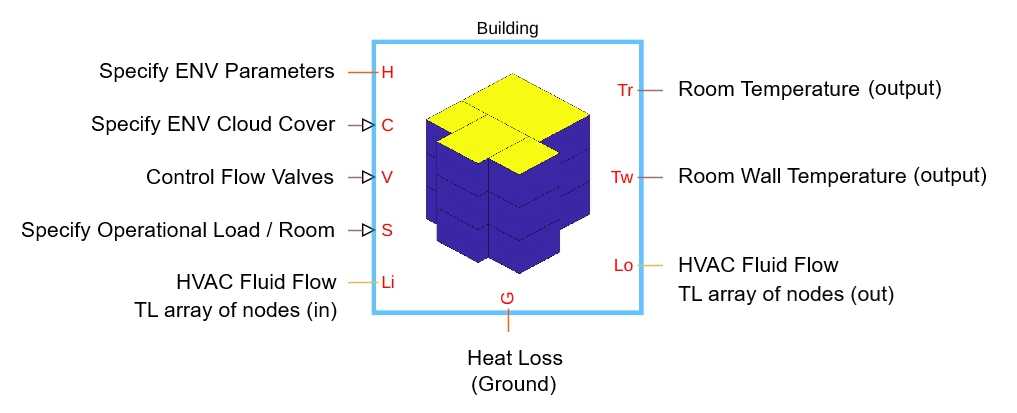 Building
Specify ENV Parameters H
Specify ENV Cloud Cover C
Control Flow Valves V
Specify Operational Load / Room S
HVAC Fluid Flow Li
TL array of nodes (in)
Tr Room Temperature (output)
Tw Room Wall Temperature (output)
Lo HVAC Fluid Flow
TL array of nodes (out)
G
Heat Loss
(Ground)